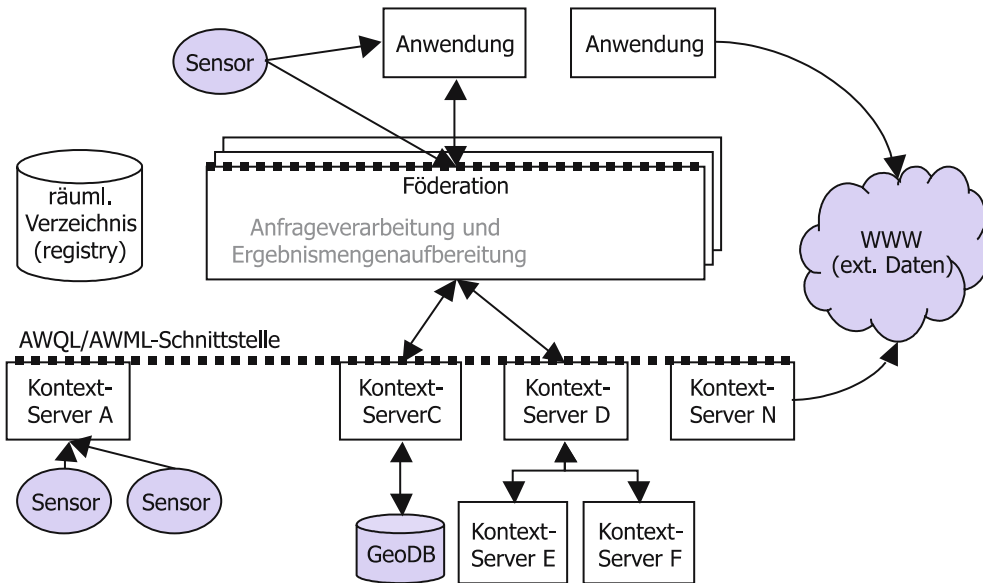 Sensor
Anwendung
Anwendung
räuml.
Verzeichnis
(registry)
Föderation
Anfrageverarbeitung und
Ergebnismengenaufbereitung
WWW
(ext. Daten)
AWQL/AWML-Schnittstelle
Kontext-
Server A
Kontext-
ServerC
Kontext-
Server D
Kontext-
Server N
Sensor
Sensor
GeoDB
Kontext-
Server E
Kontext-
Server F